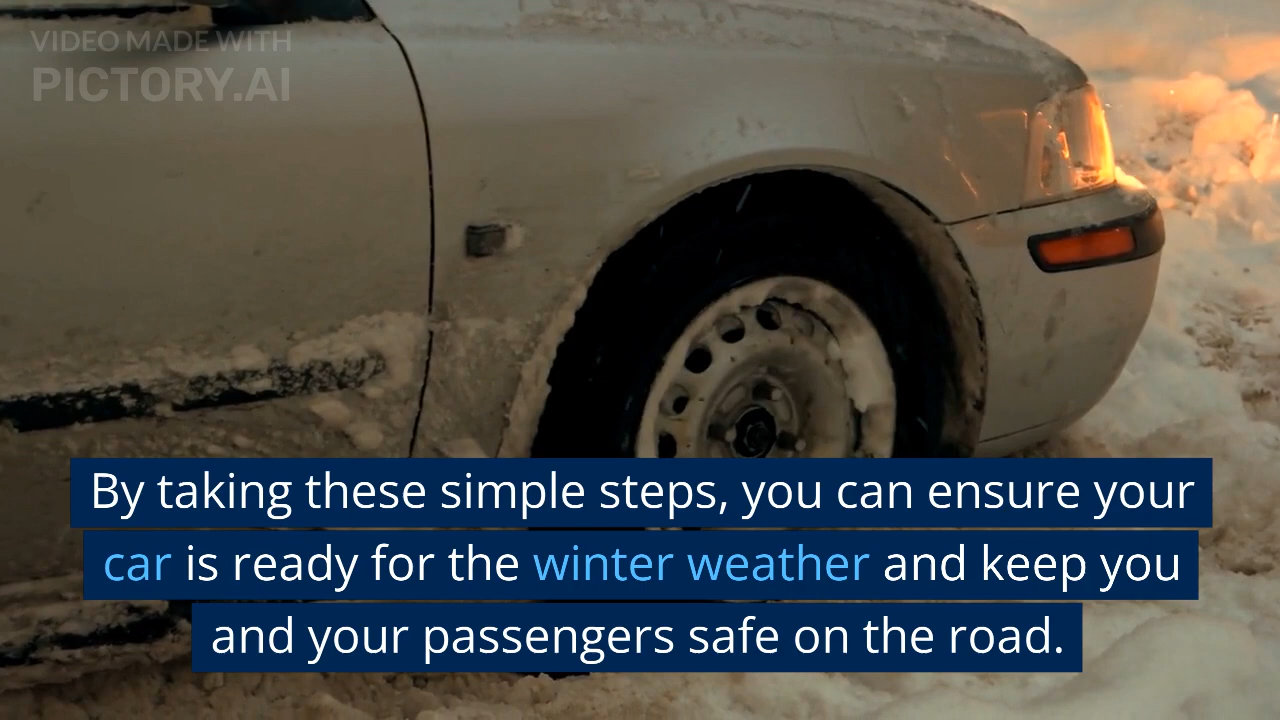 VIDEO MADE WITH
PICTORY.AI
By taking these simple steps, you can ensure your
car is ready for the winter weather and keep you
and your passengers safe on the road.